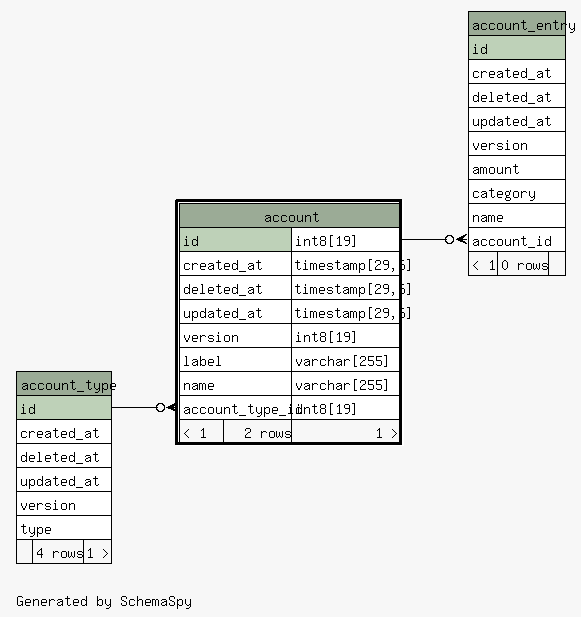 account_entry
id
created_at
deleted_at
updated_at
version
amount
category
name
account_id
< 1 0 rows
account
id int8[19]
created_at timestamp[29,6]
deleted_at timestamp[29,6]
updated_at timestamp[29,6]
version int8[19]
label varchar[255]
name varchar[255]
account_type_id int8[19]
< 1 2 rows 1 >
account_type
id
created_at
deleted_at
updated_at
version
type
4 rows 1 >
Generated by SchemaSpy